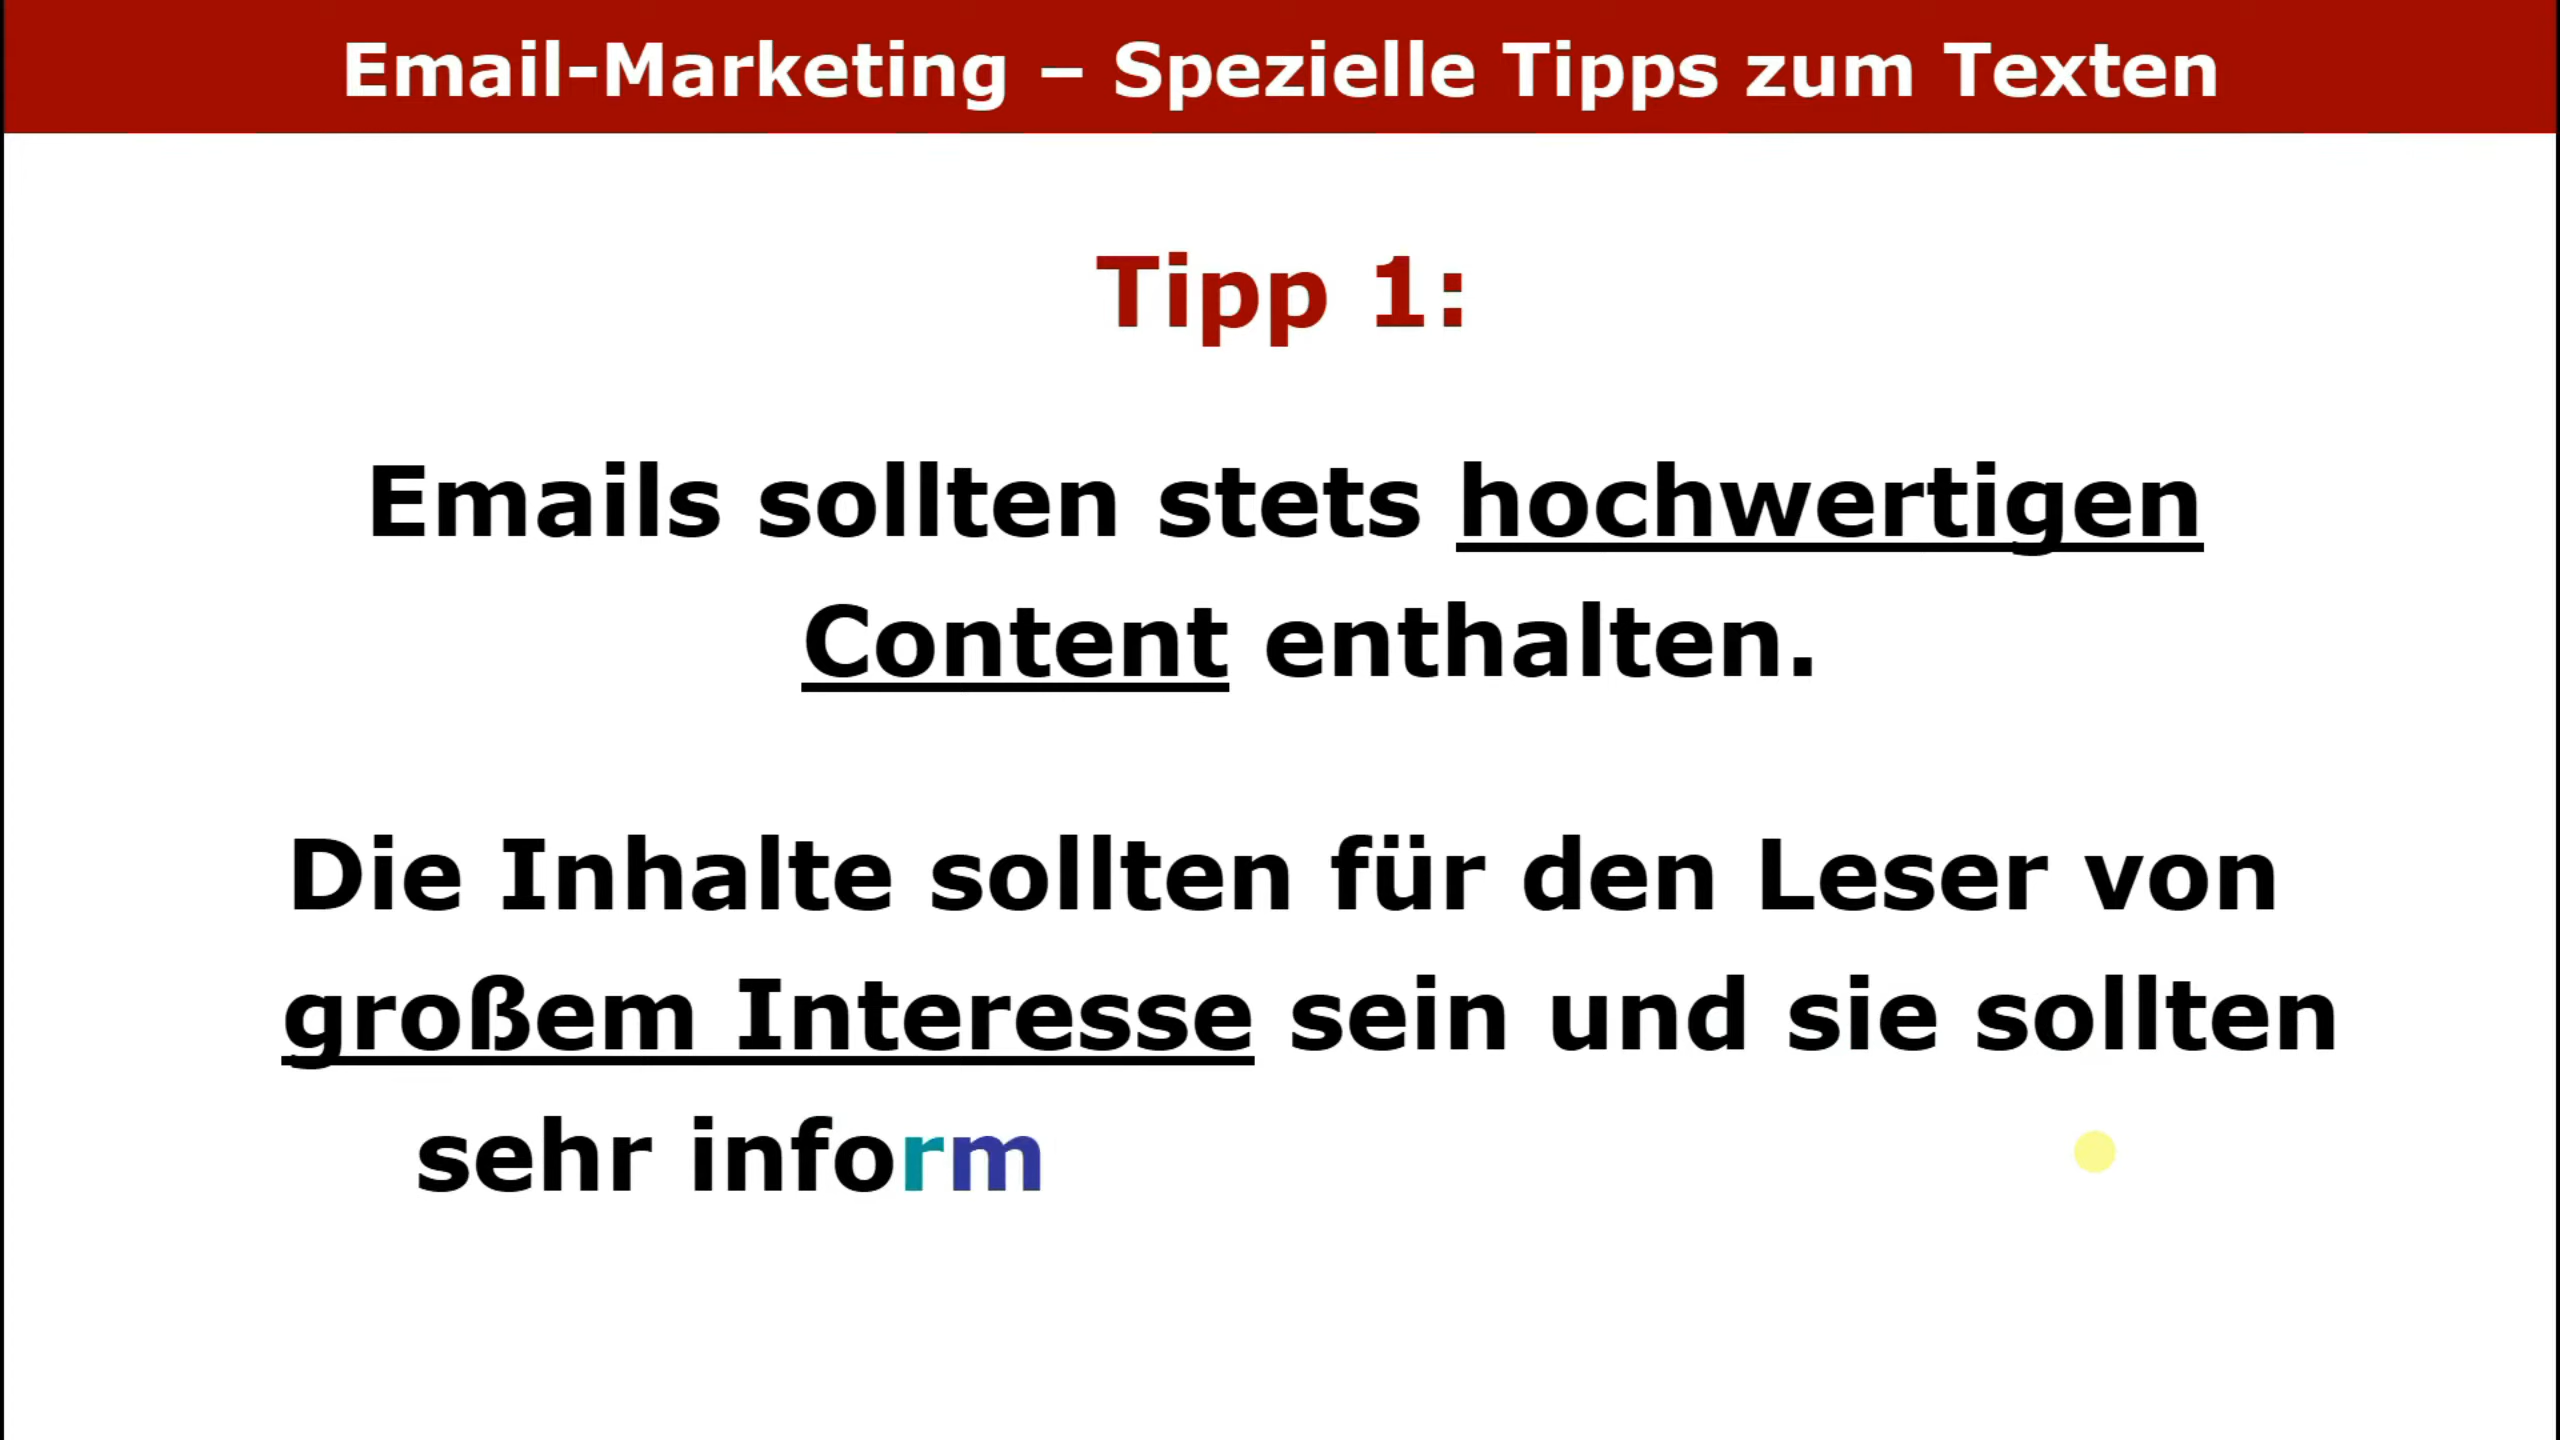 Email-Marketing – Spezielle Tipps zum Texten
Tipp 1:
Emails sollten stets hochwertigen
Content enthalten.
Die Inhalte sollten für den Leser von
großem Interesse sein und sie sollten
sehr inform